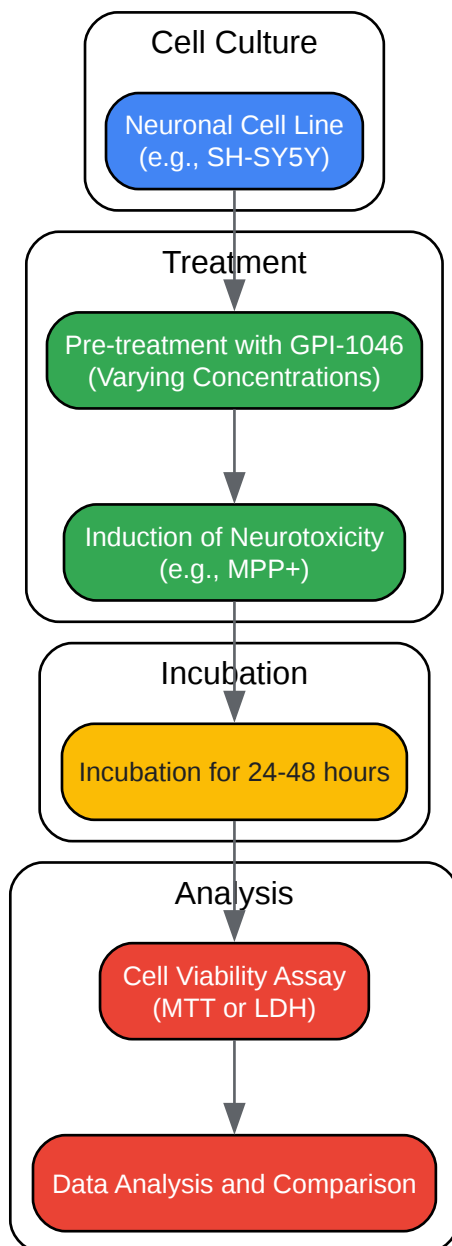 Cell Culture
Neuronal Cell Line
(e.g., SH-SY5Y)
Treatment
Pre-treatment with GPI-1046
(Varying Concentrations)
Induction of Neurotoxicity
(e.g., MPP+)
Incubation
Incubation for 24-48 hours
Analysis
Cell Viability Assay
(MTT or LDH)
Data Analysis and Comparison